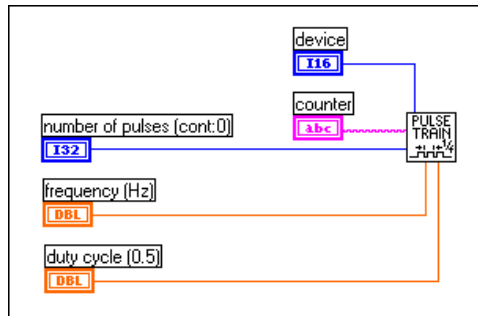 device
I16
counter
abc
number of pulses (cont:0)
I32
PULSE
TRAIN
frequency (Hz)
DBL
duty cycle (0.5)
DBL